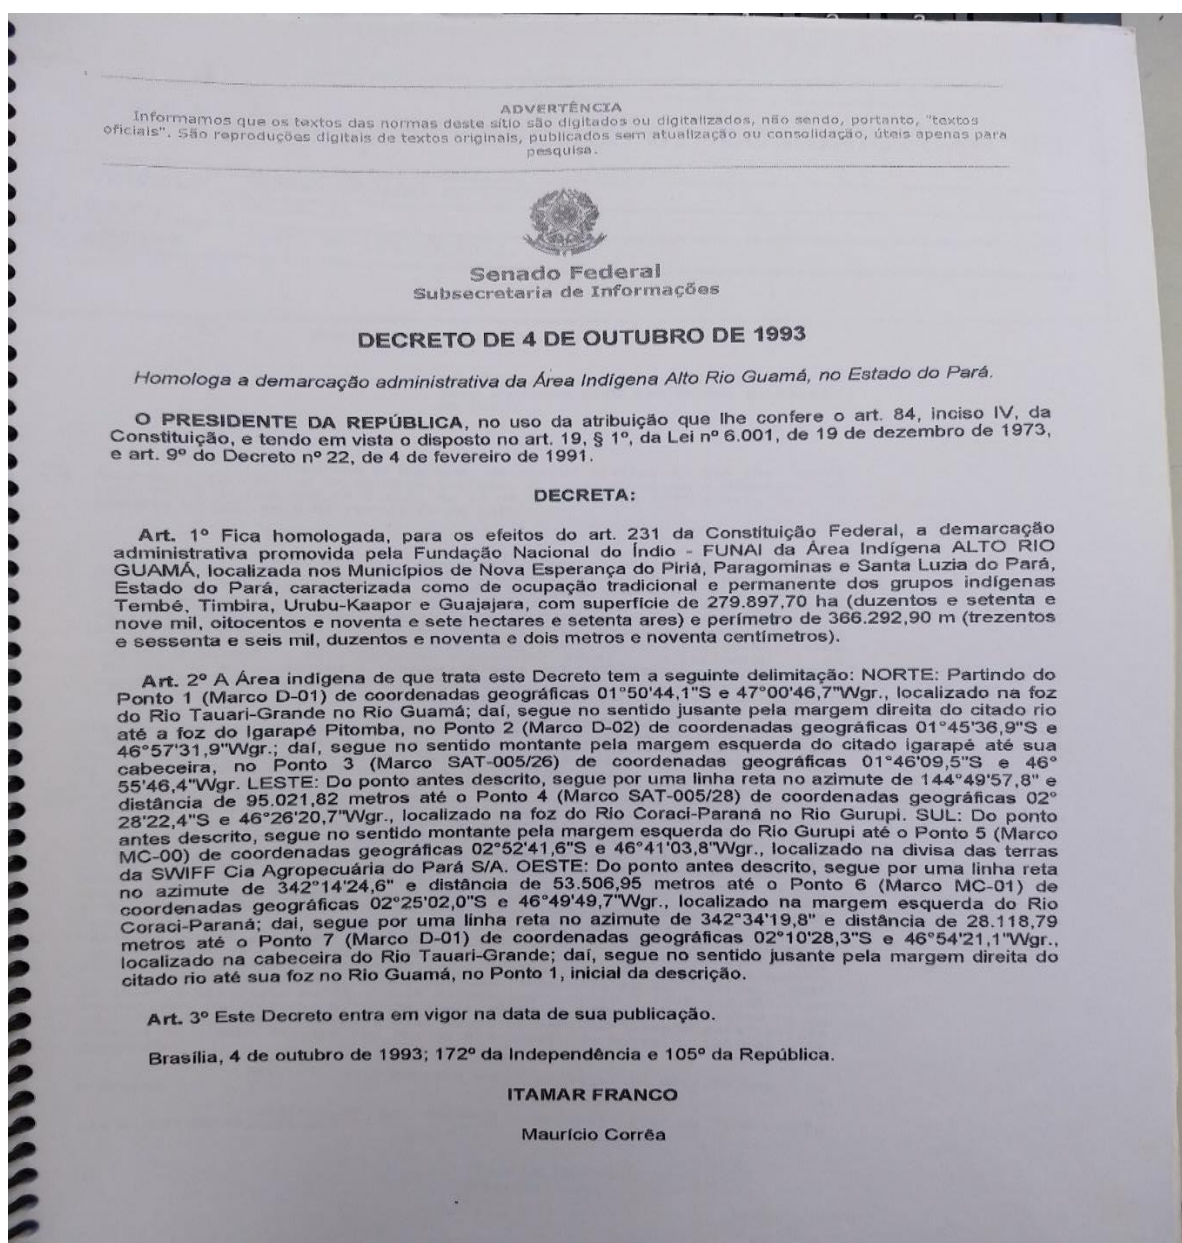 ADVERTÊNCIA
Informamos que os textos das normas deste sítio são digitados ou digitalizados, não sendo, portanto, "textos
oficiais". São reproduções digitais de textos originais, publicados sem atualização ou consolidação, úteis apenas para
pesquisa.
Senado Federal
Subsecretaria de Informações
DECRETO DE 4 DE OUTUBRO DE 1993
Homologa a demarcação administrativa da Área Indígena Alto Rio Guamá, no Estado do Pará.
O PRESIDENTE DA REPÚBLICA, no uso da atribuição que lhe confere o art. 84, inciso IV, da
Constituição, e tendo em vista o disposto no art. 19, § 1º, da Lei nº 6.001, de 19 de dezembro de 1973,
e art. 9º do Decreto nº 22, de 4 de fevereiro de 1991.
DECRETA:
Art. 1º Fica homologada, para os efeitos do art. 231 da Constituição Federal, a demarcação
administrativa promovida pela Fundação Nacional do Índio - FUNAI da Área Indígena ALTO RIO
GUAMÁ, localizada nos Municípios de Nova Esperança do Piriá, Paragominas e Santa Luzia do Pará,
Estado do Pará, caracterizada como de ocupação tradicional e permanente dos grupos indígenas
Tembé, Timbira, Urubu-Kaapor e Guajajara, com superfície de 279.897,70 ha (duzentos e setenta e
nove mil, oitocentos e noventa e sete hectares e setenta ares) e perímetro de 366.292,90 m (trezentos
e sessenta e seis mil, duzentos e noventa e dois metros e noventa centímetros).
Art. 2º A Área indígena de que trata este Decreto tem a seguinte delimitação: NORTE: Partindo do
Ponto 1 (Marco D-01) de coordenadas geográficas 01°50'44,1"S e 47°00'46,7"Wgr., localizado na foz
do Rio Tauari-Grande no Rio Guamá; daí, segue no sentido jusante pela margem direita do citado rio
até a foz do Igarapé Pitomba, no Ponto 2 (Marco D-02) de coordenadas geográficas 01°45'36,9"S e
46°57'31,9"Wgr.; daí, segue no sentido montante pela margem esquerda do citado igarapé até sua
cabeceira, no Ponto 3 (Marco SAT-005/26) de coordenadas geográficas 01°46'09,5"S e 46°
55'46,4"Wgr. LESTE: Do ponto antes descrito, segue por uma linha reta no azimute de 144°49'57,8" e
distância de 95.021,82 metros até o Ponto 4 (Marco SAT-005/28) de coordenadas geográficas 02°
28'22,4"S e 46°26'20,7"Wgr., localizado na foz do Rio Coraci-Paraná no Rio Gurupi. SUL: Do ponto
antes descrito, segue no sentido montante pela margem esquerda do Rio Gurupi até o Ponto 5 (Marco
MC-00) de coordenadas geográficas 02°52'41,6"S e 46°41'03,8"Wgr., localizado na divisa das terras
da SWIFF Cia Agropecuária do Pará S/A. OESTE: Do ponto antes descrito, segue por uma linha reta
no azimute de 342°14'24,6" e distância de 53.506,95 metros até o Ponto 6 (Marco MC-01) de
coordenadas geográficas 02°25'02,0"S e 46°49'49,7"Wgr., localizado na margem esquerda do Rio
Coraci-Paraná; daí, segue por uma linha reta no azimute de 342°34'19,8" e distância de 28.118,79
metros até o Ponto 7 (Marco D-01) de coordenadas geográficas 02°10'28,3"S e 46°54'21,1"Wgr.,
localizado na cabeceira do Rio Tauari-Grande; daí, segue no sentido jusante pela margem direita do
citado rio até sua foz no Rio Guamá, no Ponto 1, inicial da descrição.
Art. 3º Este Decreto entra em vigor na data de sua publicação.
Brasília, 4 de outubro de 1993; 172º da Independência e 105º da República.
ITAMAR FRANCO
Maurício Corrêa